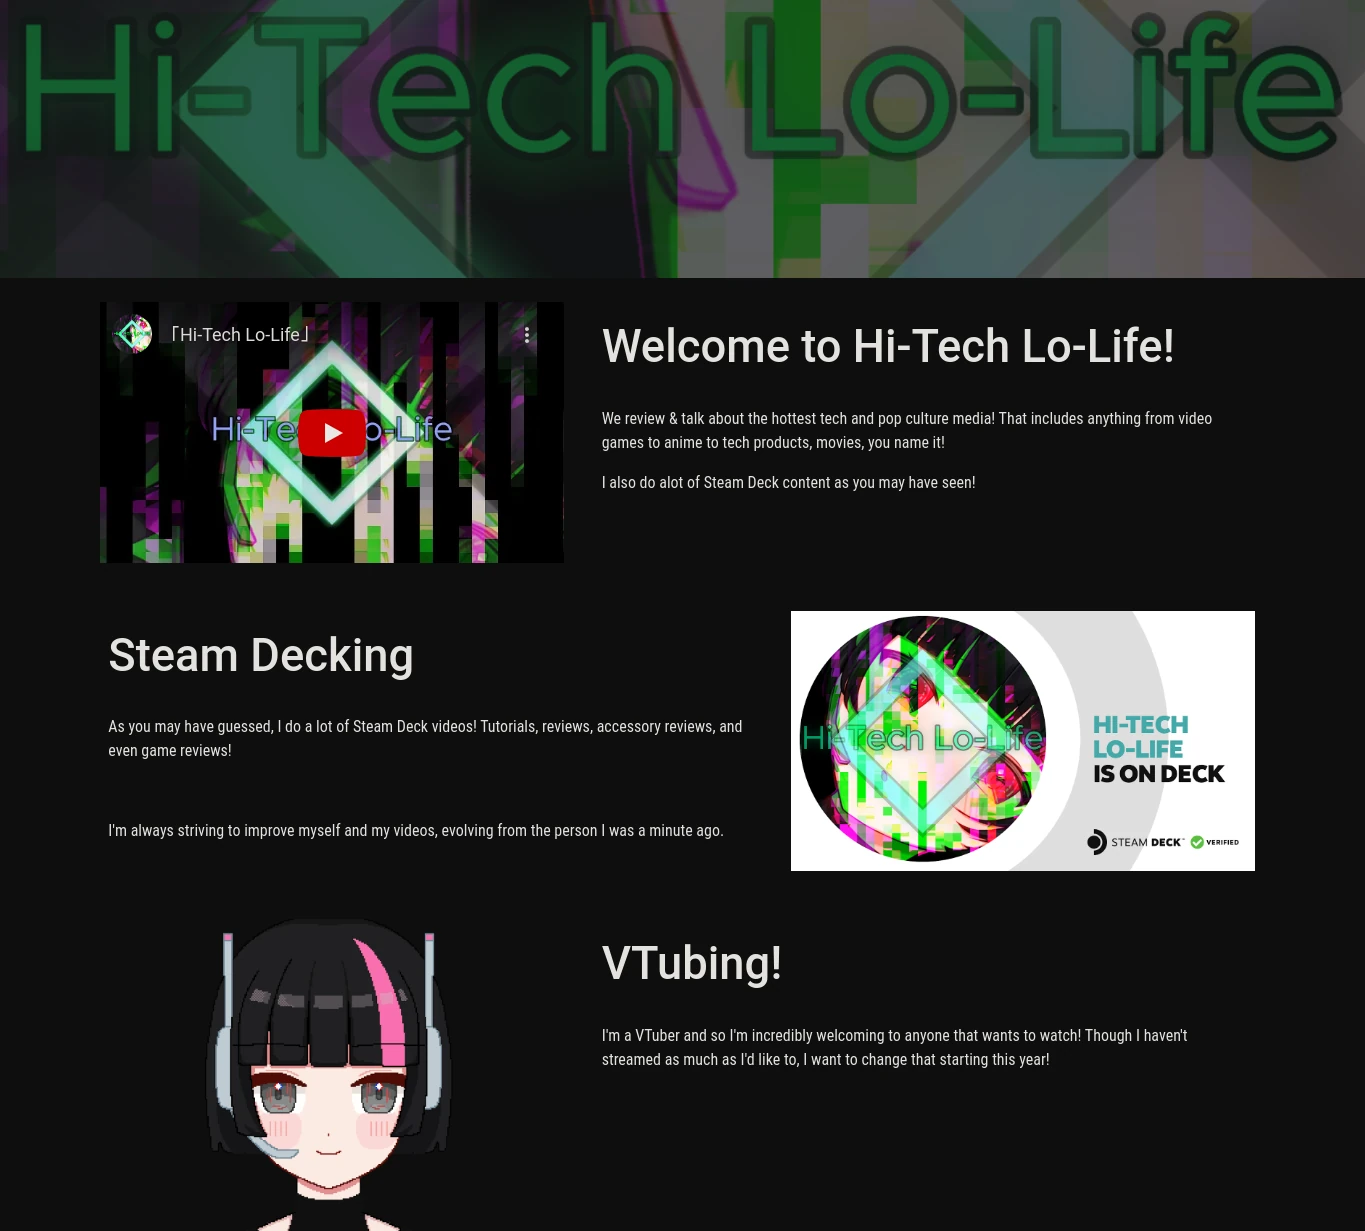 Hi-Tech Lo-Life
「Hi-Tech Lo-Life」
Hi-Tech Lo-Life
Welcome to Hi-Tech Lo-Life!
We review & talk about the hottest tech and pop culture media! That includes anything from video
games to anime to tech products, movies, you name it!
I also do alot of Steam Deck content as you may have seen!
Steam Decking
As you may have guessed, I do a lot of Steam Deck videos! Tutorials, reviews, accessory reviews, and
even game reviews!
I'm always striving to improve myself and my videos, evolving from the person I was a minute ago.
Hi-Tech Lo-Life
HI-TECH
LO-LIFE
IS ON DECK
STEAM DECK™ VERIFIED
VTubing!
I'm a VTuber and so I'm incredibly welcoming to anyone that wants to watch! Though I haven't
streamed as much as I'd like to, I want to change that starting this year!